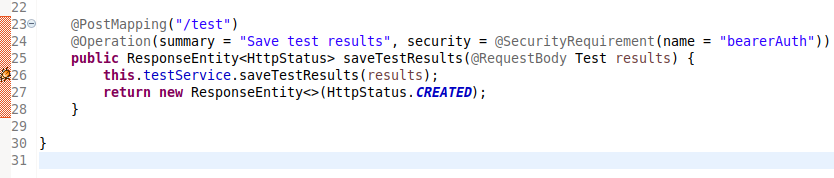 22
23 @PostMapping("/test")
24 @Operation(summary = "Save test results", security = @SecurityRequirement(name = "bearerAuth"))
25 public ResponseEntity<HttpStatus> saveTestResults(@RequestBody Test results) {
26 this.testService.saveTestResults(results);
27 return new ResponseEntity<>(HttpStatus.CREATED);
28 }
29
30 }
31